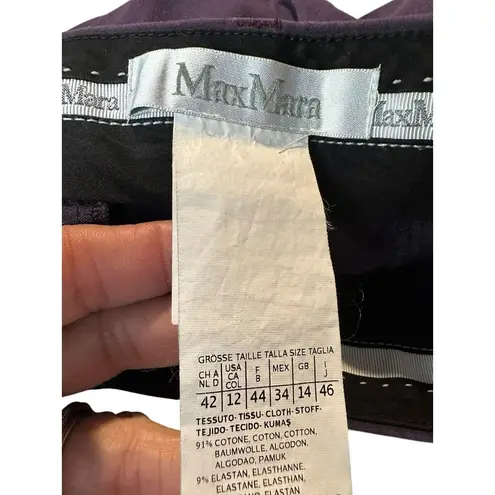 MaxMara
Mara
MaxM
GRÖSSE TAILLE TALLA SIZE TAGLIA
CH A NL D USA CA COL F B MEX GB I J
42 12 44 34 14 46
TESSUTO-TISSU-CLOTH-STOFF-
TEJIDO-TECIDO-KUMAŞ
91% COTONE, COTON, COTTON,
BAUMWOLLE, ALGODON,
ALGODAO, PAMUK
9% ELASTAN, ELASTHANNE,
ELASTANE, ELASTHAN,